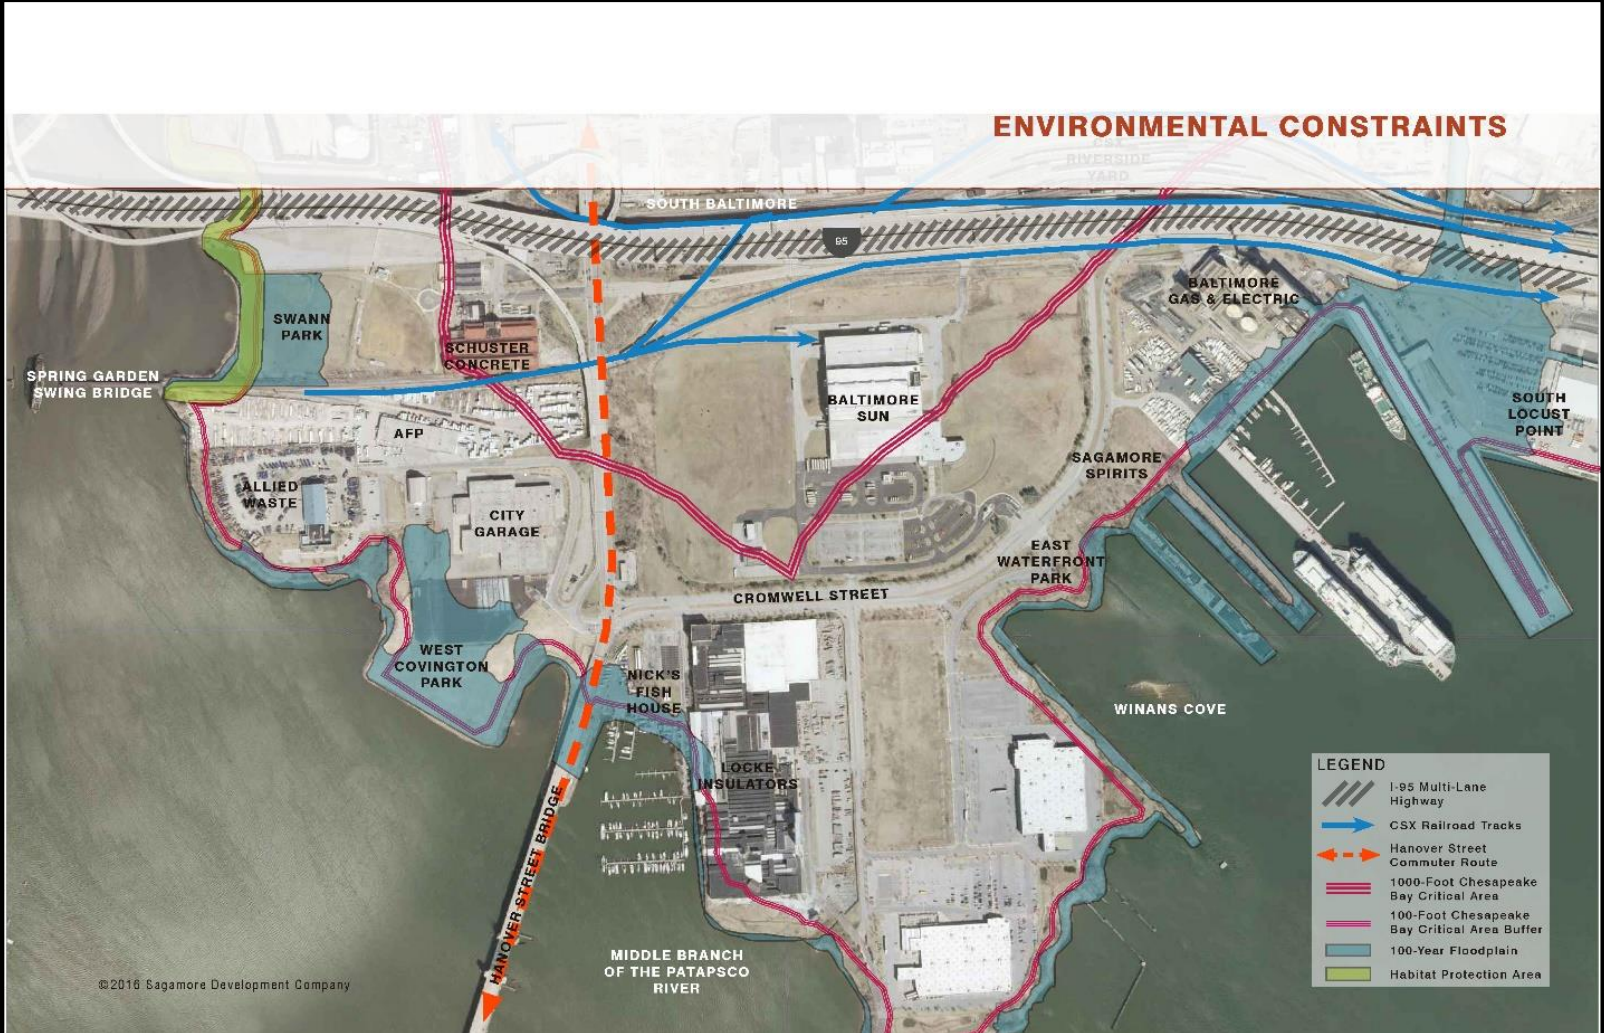 ENVIRONMENTAL CONSTRAINTS
CSX
RIVERSIDE
YARD
SOUTH BALTIMORE
95
BALTIMORE
GAS & ELECTRIC
SWANN
PARK
SCHUSTER
CONCRETE
SPRING GARDEN
SWING BRIDGE
BALTIMORE
SUN
SOUTH
LOCUST
POINT
AFP
SAGAMORE
SPIRITS
ALLIED
WASTE
CITY
GARAGE
EAST
WATERFRONT
PARK
CROMWELL STREET
WEST
COVINGTON
PARK
NICK'S
FISH
HOUSE
WINANS COVE
LOCKE
INSULATORS
HANOVER STREET BRIDGE
MIDDLE BRANCH
OF THE PATAPSCO
RIVER
©2016 Sagamore Development Company
LEGEND
I-95 Multi-Lane
Highway
CSX Railroad Tracks
Hanover Street
Commuter Route
1000-Foot Chesapeake
Bay Critical Area
100-Foot Chesapeake
Bay Critical Area Buffer
100-Year Floodplain
Habitat Protection Area